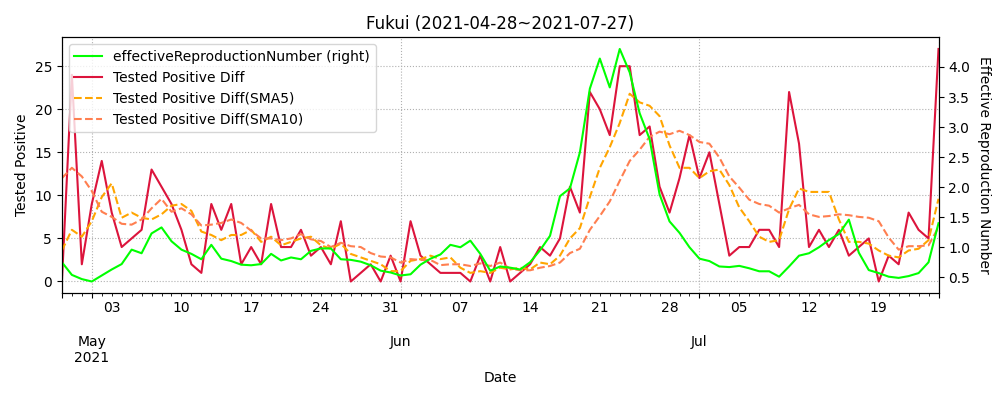 Fukui (2021-04-28~2021-07-27)
effectiveReproductionNumber (right)
Tested Positive Diff
Tested Positive Diff(SMA5)
Tested Positive Diff(SMA10)
Tested Positive
25
20
15
10
5
0
4.0
3.5
3.0
2.5
2.0
1.5
1.0
0.5
Effective Reproduction Number
03 10 17 24 31 07 14 21 28 05 12 19
May Jun Jul
2021
Date